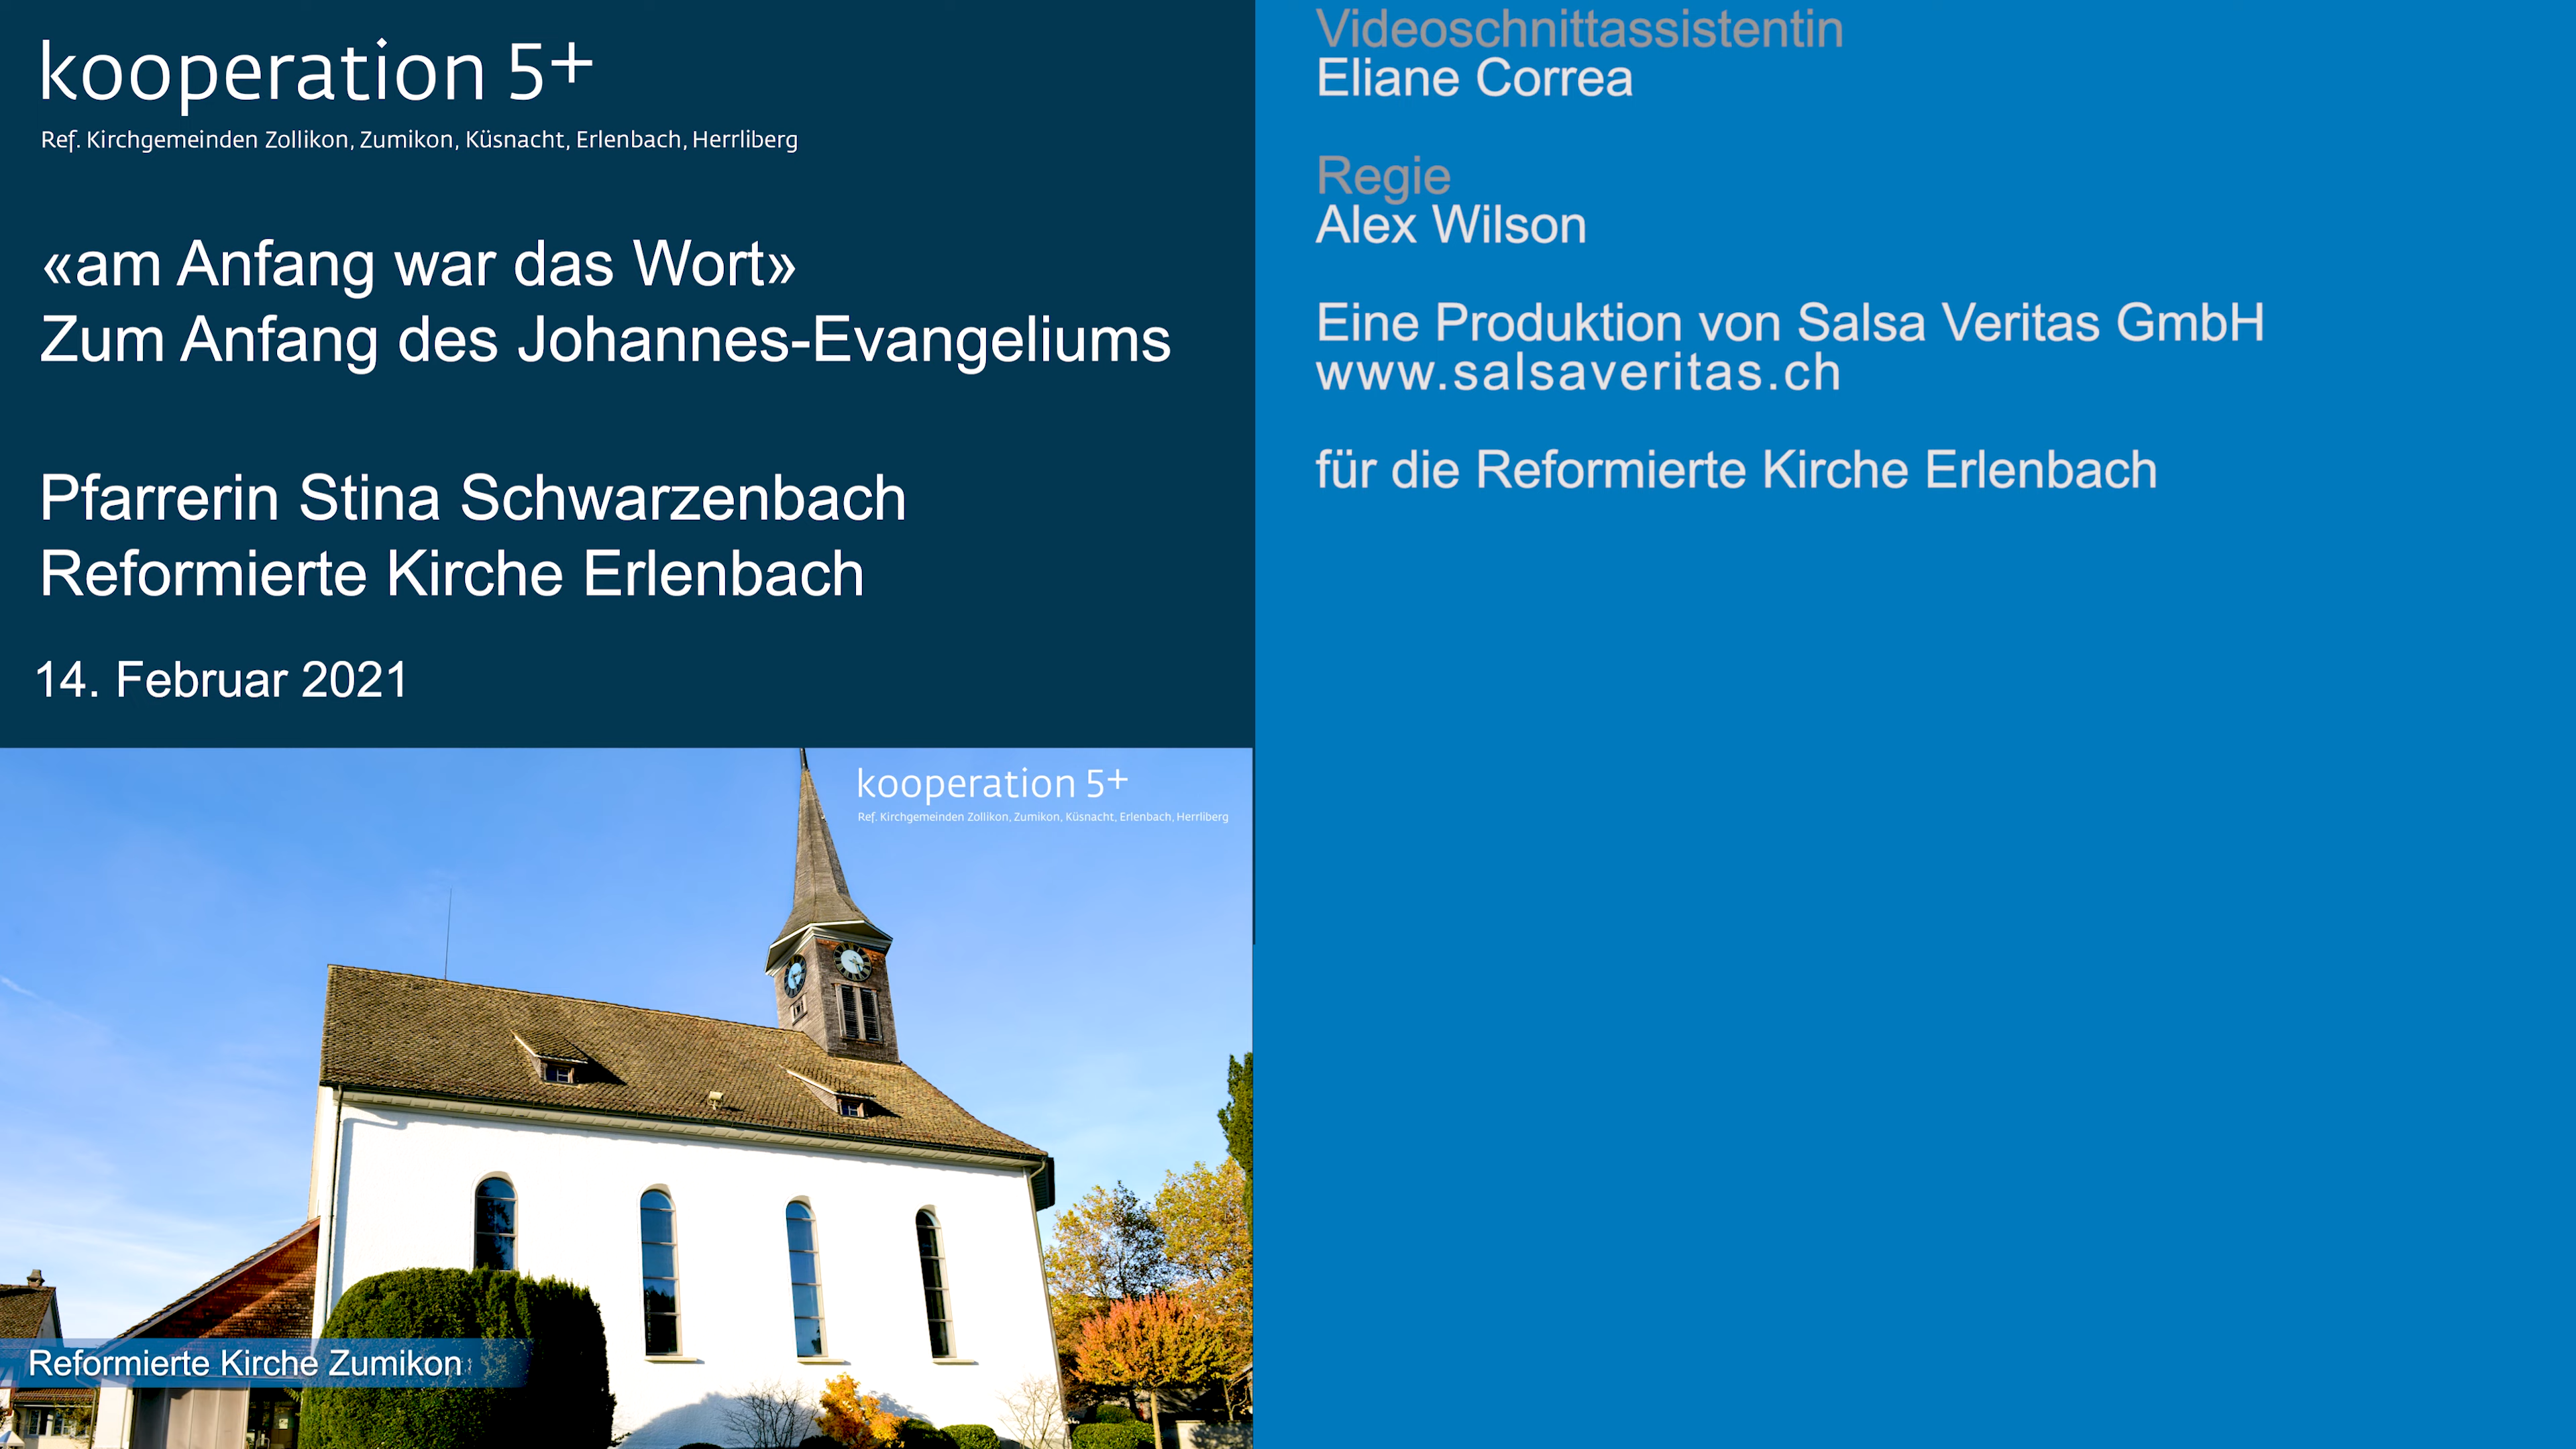 kooperation 5+
Ref. Kirchgemeinden Zollikon, Zumikon, Küsnacht, Erlenbach, Herrliberg
«am Anfang war das Wort»
Zum Anfang des Johannes-Evangeliums
Pfarrerin Stina Schwarzenbach
Reformierte Kirche Erlenbach
14. Februar 2021
kooperation 5+
Ref. Kirchgemeinden Zollikon, Zumikon, Küsnacht, Erlenbach, Herrliberg
Reformierte Kirche Zumikon
Videoschnittassistentin
Eliane Correa
Regie
Alex Wilson
Eine Produktion von Salsa Veritas GmbH
www.salsaveritas.ch
für die Reformierte Kirche Erlenbach